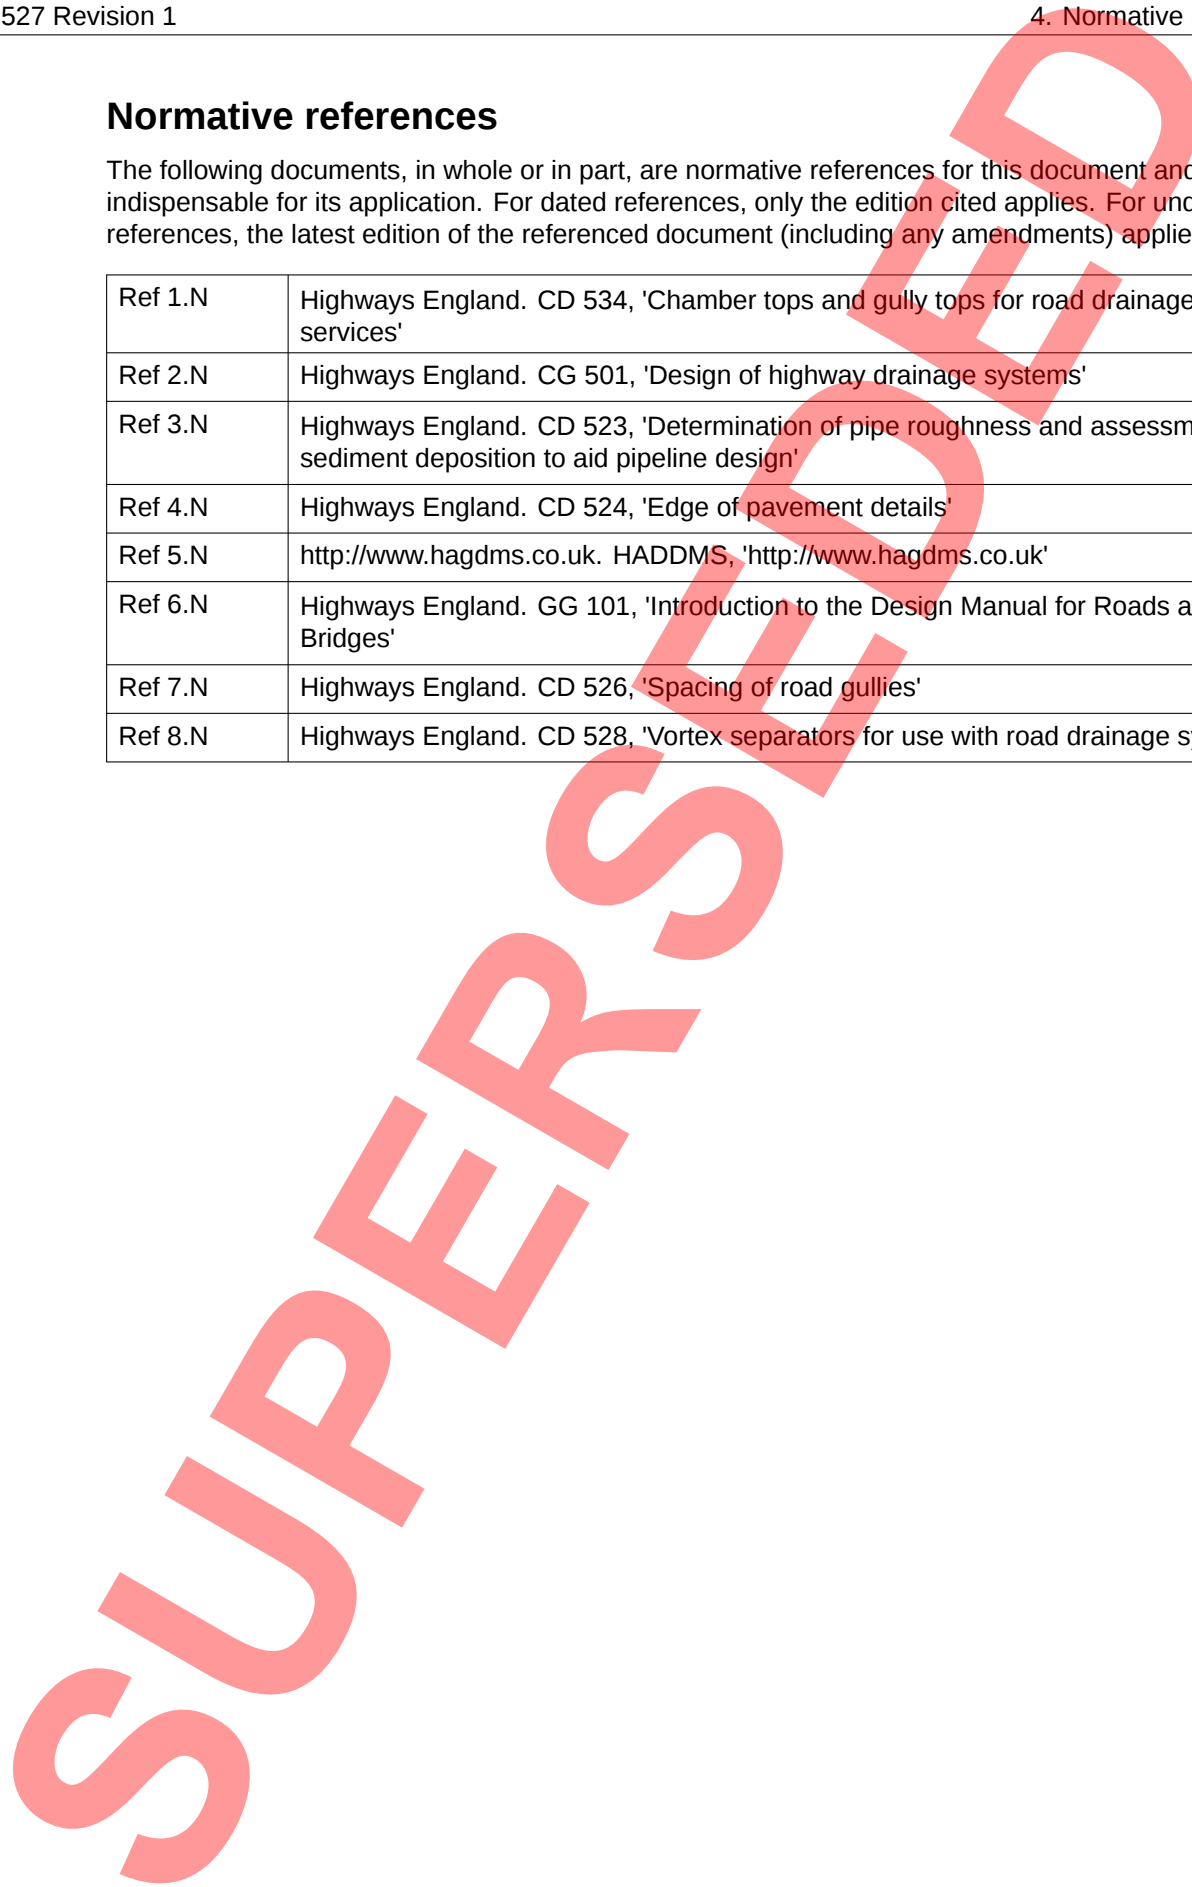 527 Revision 1 4. Normative
Normative references
The following documents, in whole or in part, are normative references for this document and
indispensable for its application. For dated references, only the edition cited applies. For
references, the latest edition of the referenced document (including any amendments)
Ref 1.N Highways England. CD 534, 'Chamber tops and gully tops for road drainage
services'
Ref 2.N Highways England. CG 501, 'Design of highway drainage systems'
Ref 3.N Highways England. CD 523, 'Determination of pipe roughness and
sediment deposition to aid pipeline design'
Ref 4.N Highways England. CD 524, 'Edge of pavement details'
Ref 5.N http://www.hagdms.co.uk. HADDMS, 'http://www.hagdms.co.uk'
Ref 6.N Highways England. GG 101, 'Introduction to the Design Manual for Roads
Bridges'
Ref 7.N Highways England. CD 526, 'Spacing of road gullies'
Ref 8.N Highways England. CD 528, 'Vortex separators for use with road drainage
SUPERSEDED